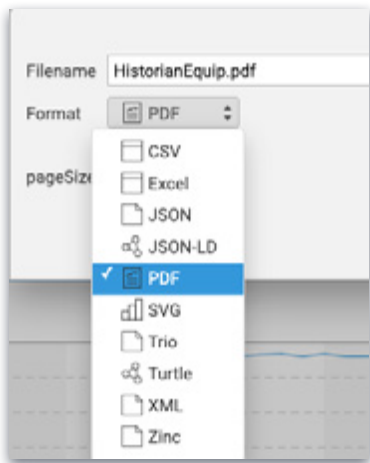 Filename HistorianEquip.pdf
Format PDF
CSV
pageSize Excel
JSON
JSON-LD
PDF
SVG
Trio
Turtle
XML
Zinc